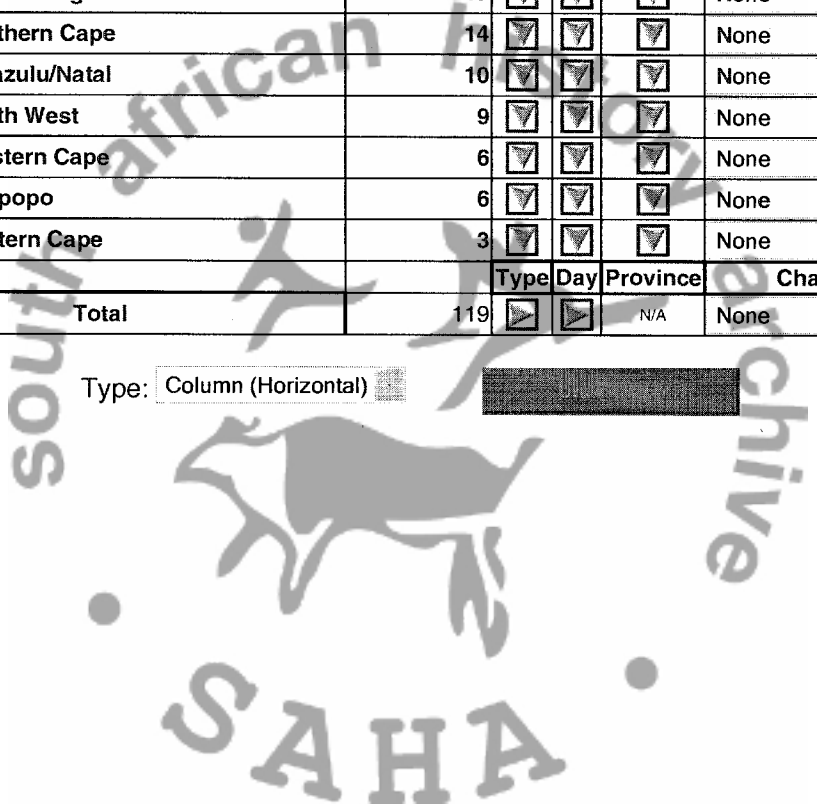 None
thern Cape 14 None
azulu/Natal 10 None
th West 9 None
stern Cape 6 None
popo 6 None
tern Cape 3 None
Type Day Province Cha
Total 119 N/A None
Type: Column (Horizontal)
south african history archive
SAHA